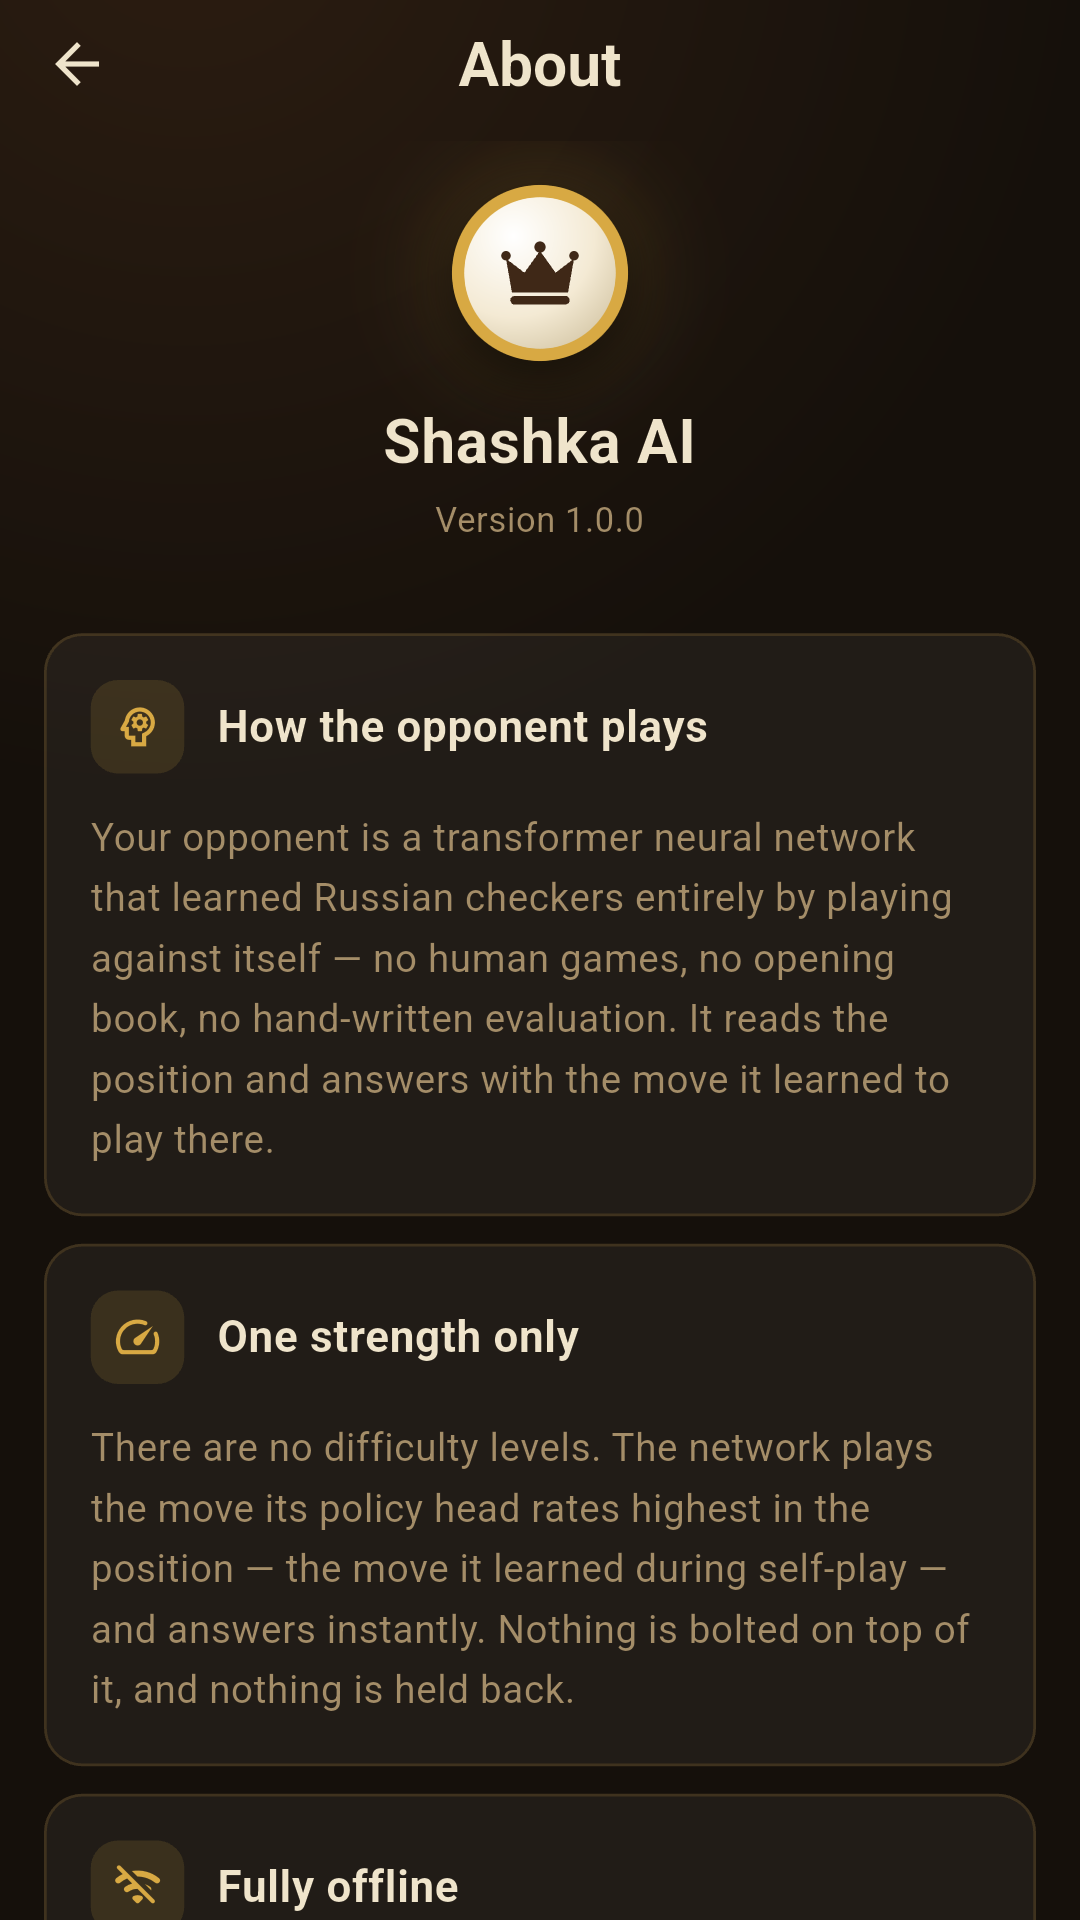 About
Shashka AI
Version 1.0.0
How the opponent plays
Your opponent is a transformer neural network
that learned Russian checkers entirely by playing
against itself — no human games, no opening
book, no hand-written evaluation. It reads the
position and answers with the move it learned to
play there.
One strength only
There are no difficulty levels. The network plays
the move its policy head rates highest in the
position — the move it learned during self-play —
and answers instantly. Nothing is bolted on top of
it, and nothing is held back.
Fully offline